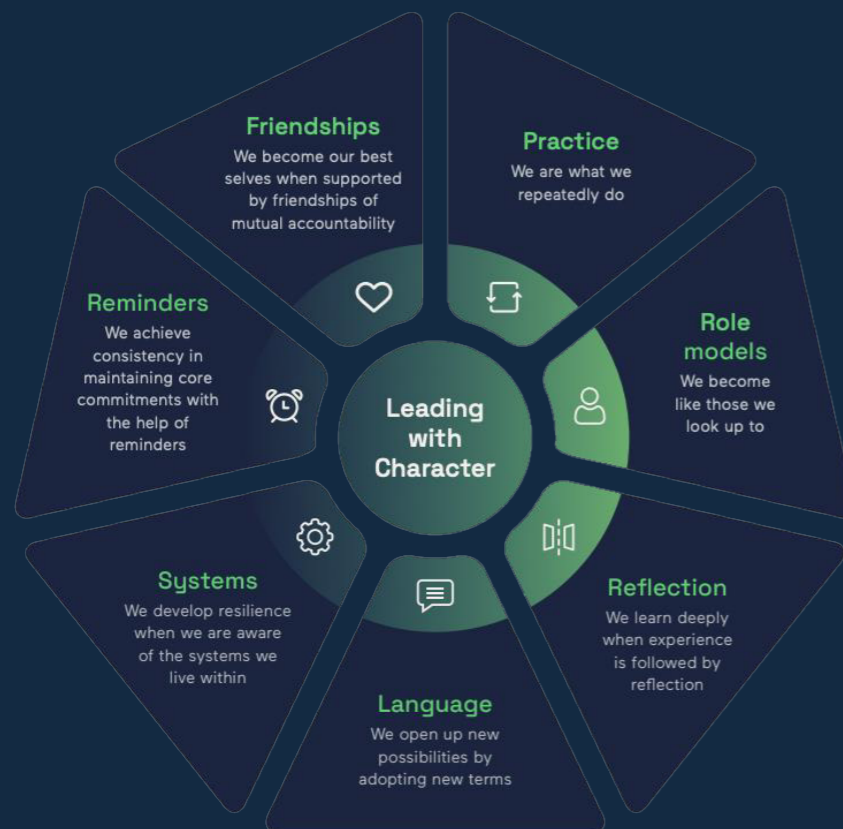 Friendships
We become our best
selves when supported
by friendships of
mutual accountability
Practice
We are what we
repeatedly do
Reminders
We achieve
consistency in
maintaining core
commitments with
the help of
reminders
Role
models
We become
like those we
look up to
Leading
with
Character
Systems
We develop resilience
when we are aware
of the systems we
live within
Reflection
We learn deeply
when experience
is followed by
reflection
Language
We open up new
possibilities by
adopting new terms